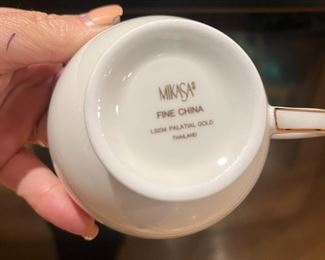 MIKASA®
FINE CHINA
L3234 PALATIAL GOLD
THAILAND